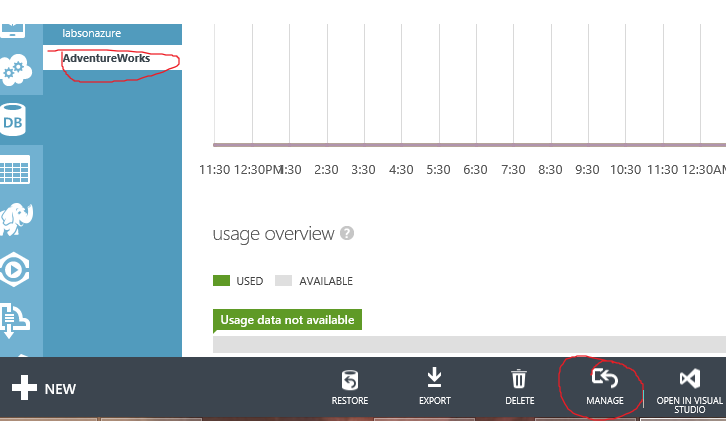 labsonazure
AdventureWorks
DB
11:30 12:30PM 1:30 2:30 3:30 4:30 5:30 6:30 7:30 8:30 9:30 10:30 11:30 12:30AM
usage overview ?
USED AVAILABLE
Usage data not available
NEW
RESTORE EXPORT DELETE MANAGE OPEN IN VISUAL
STUDIO